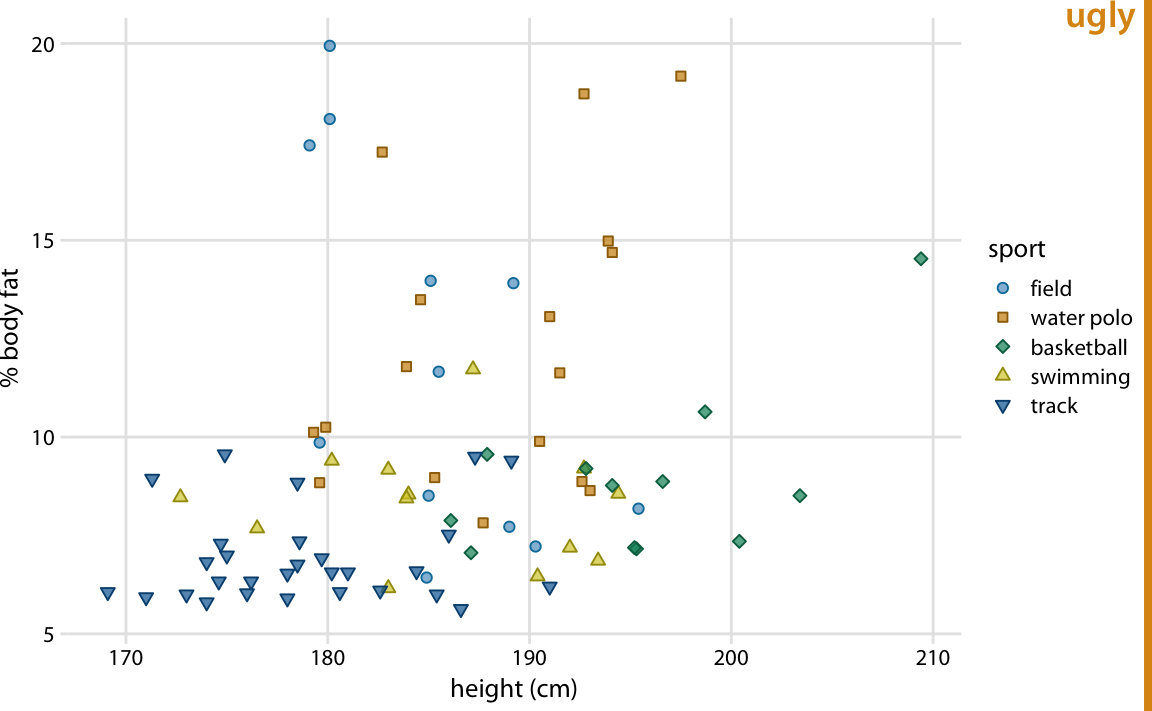 ugly
20
15
10
5
% body fat
170 180 190 200 210
height (cm)
sport
field
water polo
basketball
swimming
track